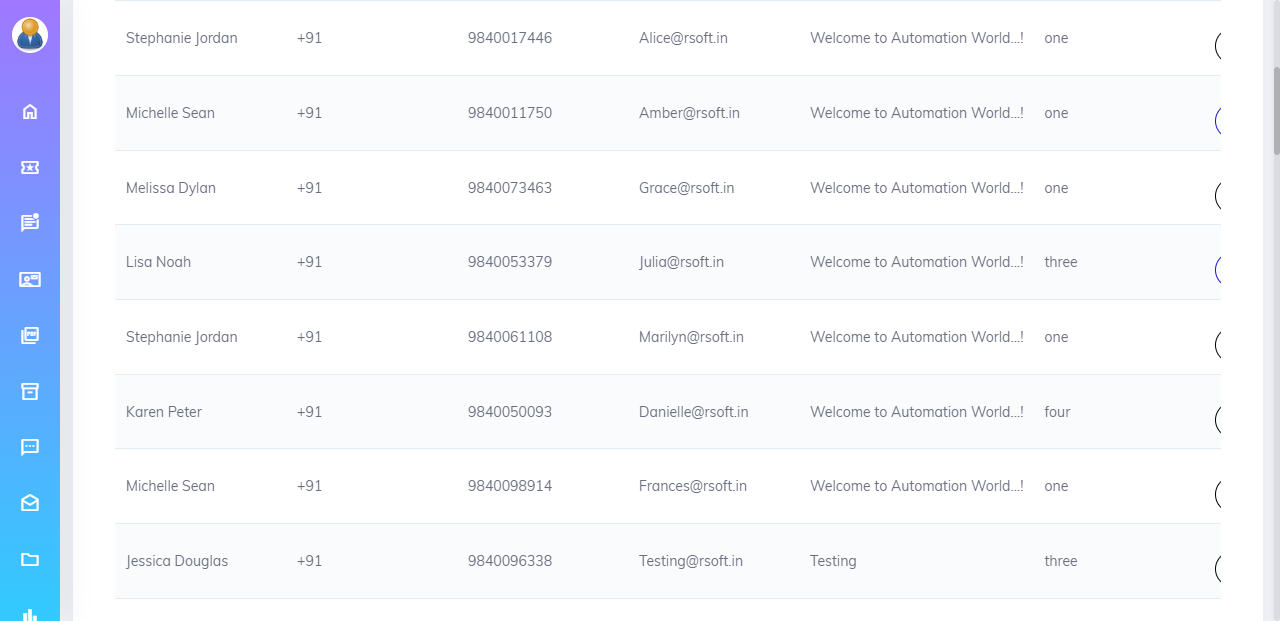 Stephanie Jordan +91 9840017446 Alice@rsoft.in Welcome to Automation World...! one
Michelle Sean +91 9840011750 Amber@rsoft.in Welcome to Automation World...! one
Melissa Dylan +91 9840073463 Grace@rsoft.in Welcome to Automation World...! one
Lisa Noah +91 9840053379 Julia@rsoft.in Welcome to Automation World...! three
Stephanie Jordan +91 9840061108 Marilyn@rsoft.in Welcome to Automation World...! one
Karen Peter +91 9840050093 Danielle@rsoft.in Welcome to Automation World...! four
Michelle Sean +91 9840098914 Frances@rsoft.in Welcome to Automation World...! one
Jessica Douglas +91 9840096338 Testing@rsoft.in Testing three